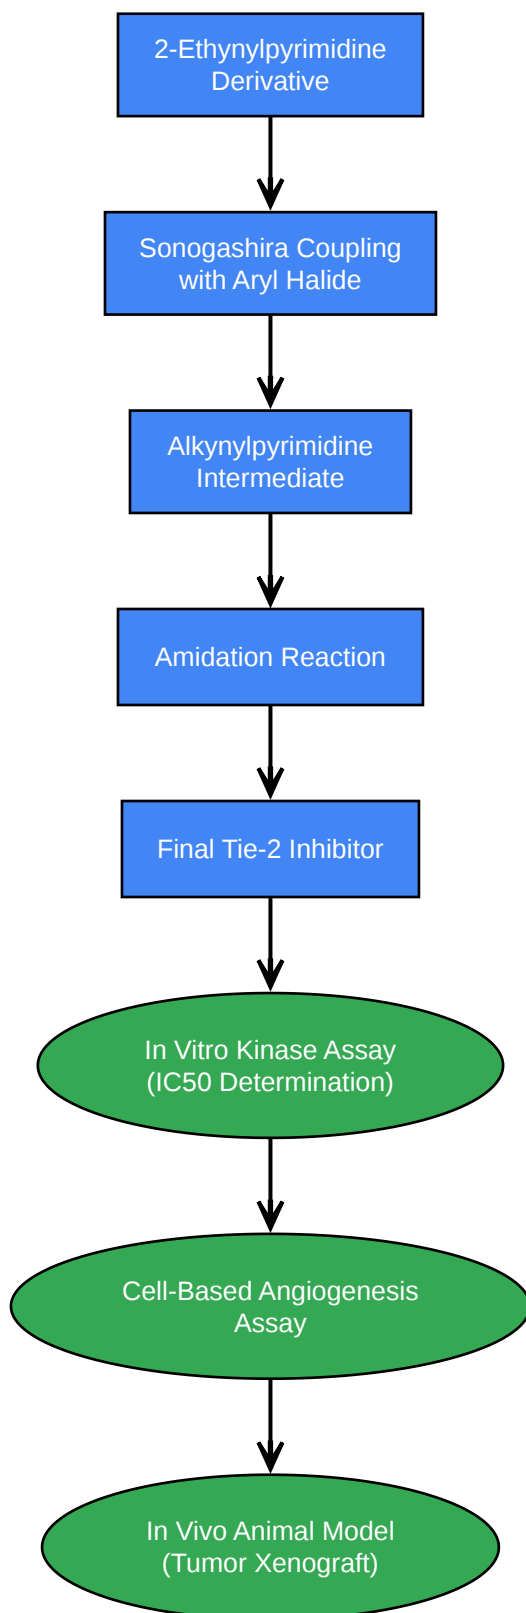 2-Ethynylpyrimidine
Derivative
Sonogashira Coupling
with Aryl Halide
Alkynylpyrimidine
Intermediate
Amidation Reaction
Final Tie-2 Inhibitor
In Vitro Kinase Assay
(IC50 Determination)
Cell-Based Angiogenesis
Assay
In Vivo Animal Model
(Tumor Xenograft)